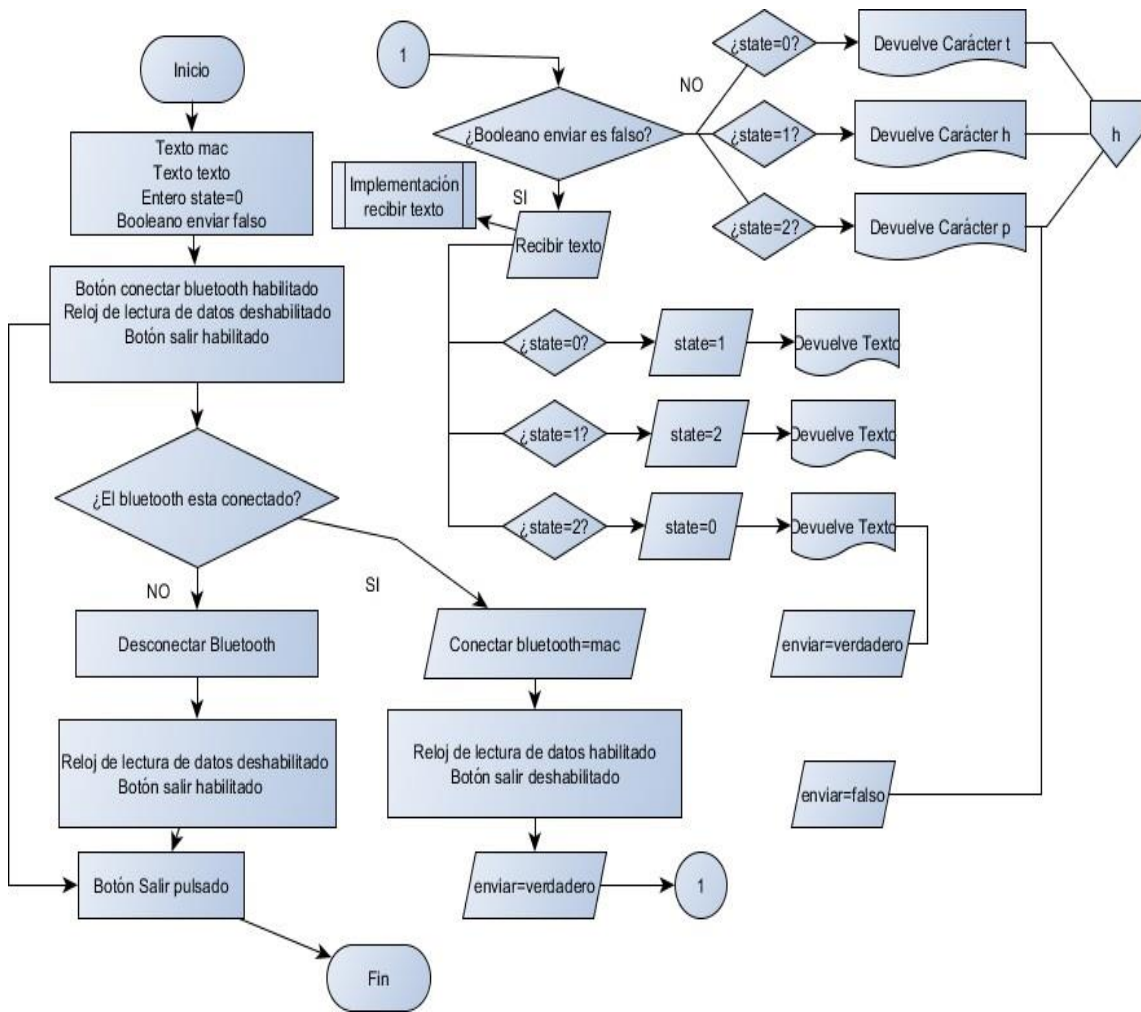 Inicio
Texto mac
Texto texto
Entero state=0
Booleano enviar falso
Botón conectar bluetooth habilitado
Reloj de lectura de datos deshabilitado
Botón salir habilitado
¿El bluetooth esta conectado?
NO
SI
Desconectar Bluetooth
Reloj de lectura de datos deshabilitado
Botón salir habilitado
Botón Salir pulsado
Fin
Conectar bluetooth=mac
Reloj de lectura de datos habilitado
Botón salir deshabilitado
enviar=verdadero
1
1
¿Booleano enviar es falso?
NO
SI
Implementación
recibir texto
Recibir texto
¿state=0?
Devuelve Carácter t
¿state=1?
Devuelve Carácter h
¿state=2?
Devuelve Carácter p
h
¿state=0?
state=1
Devuelve Texto
¿state=1?
state=2
Devuelve Texto
¿state=2?
state=0
Devuelve Texto
enviar=verdadero
enviar=falso